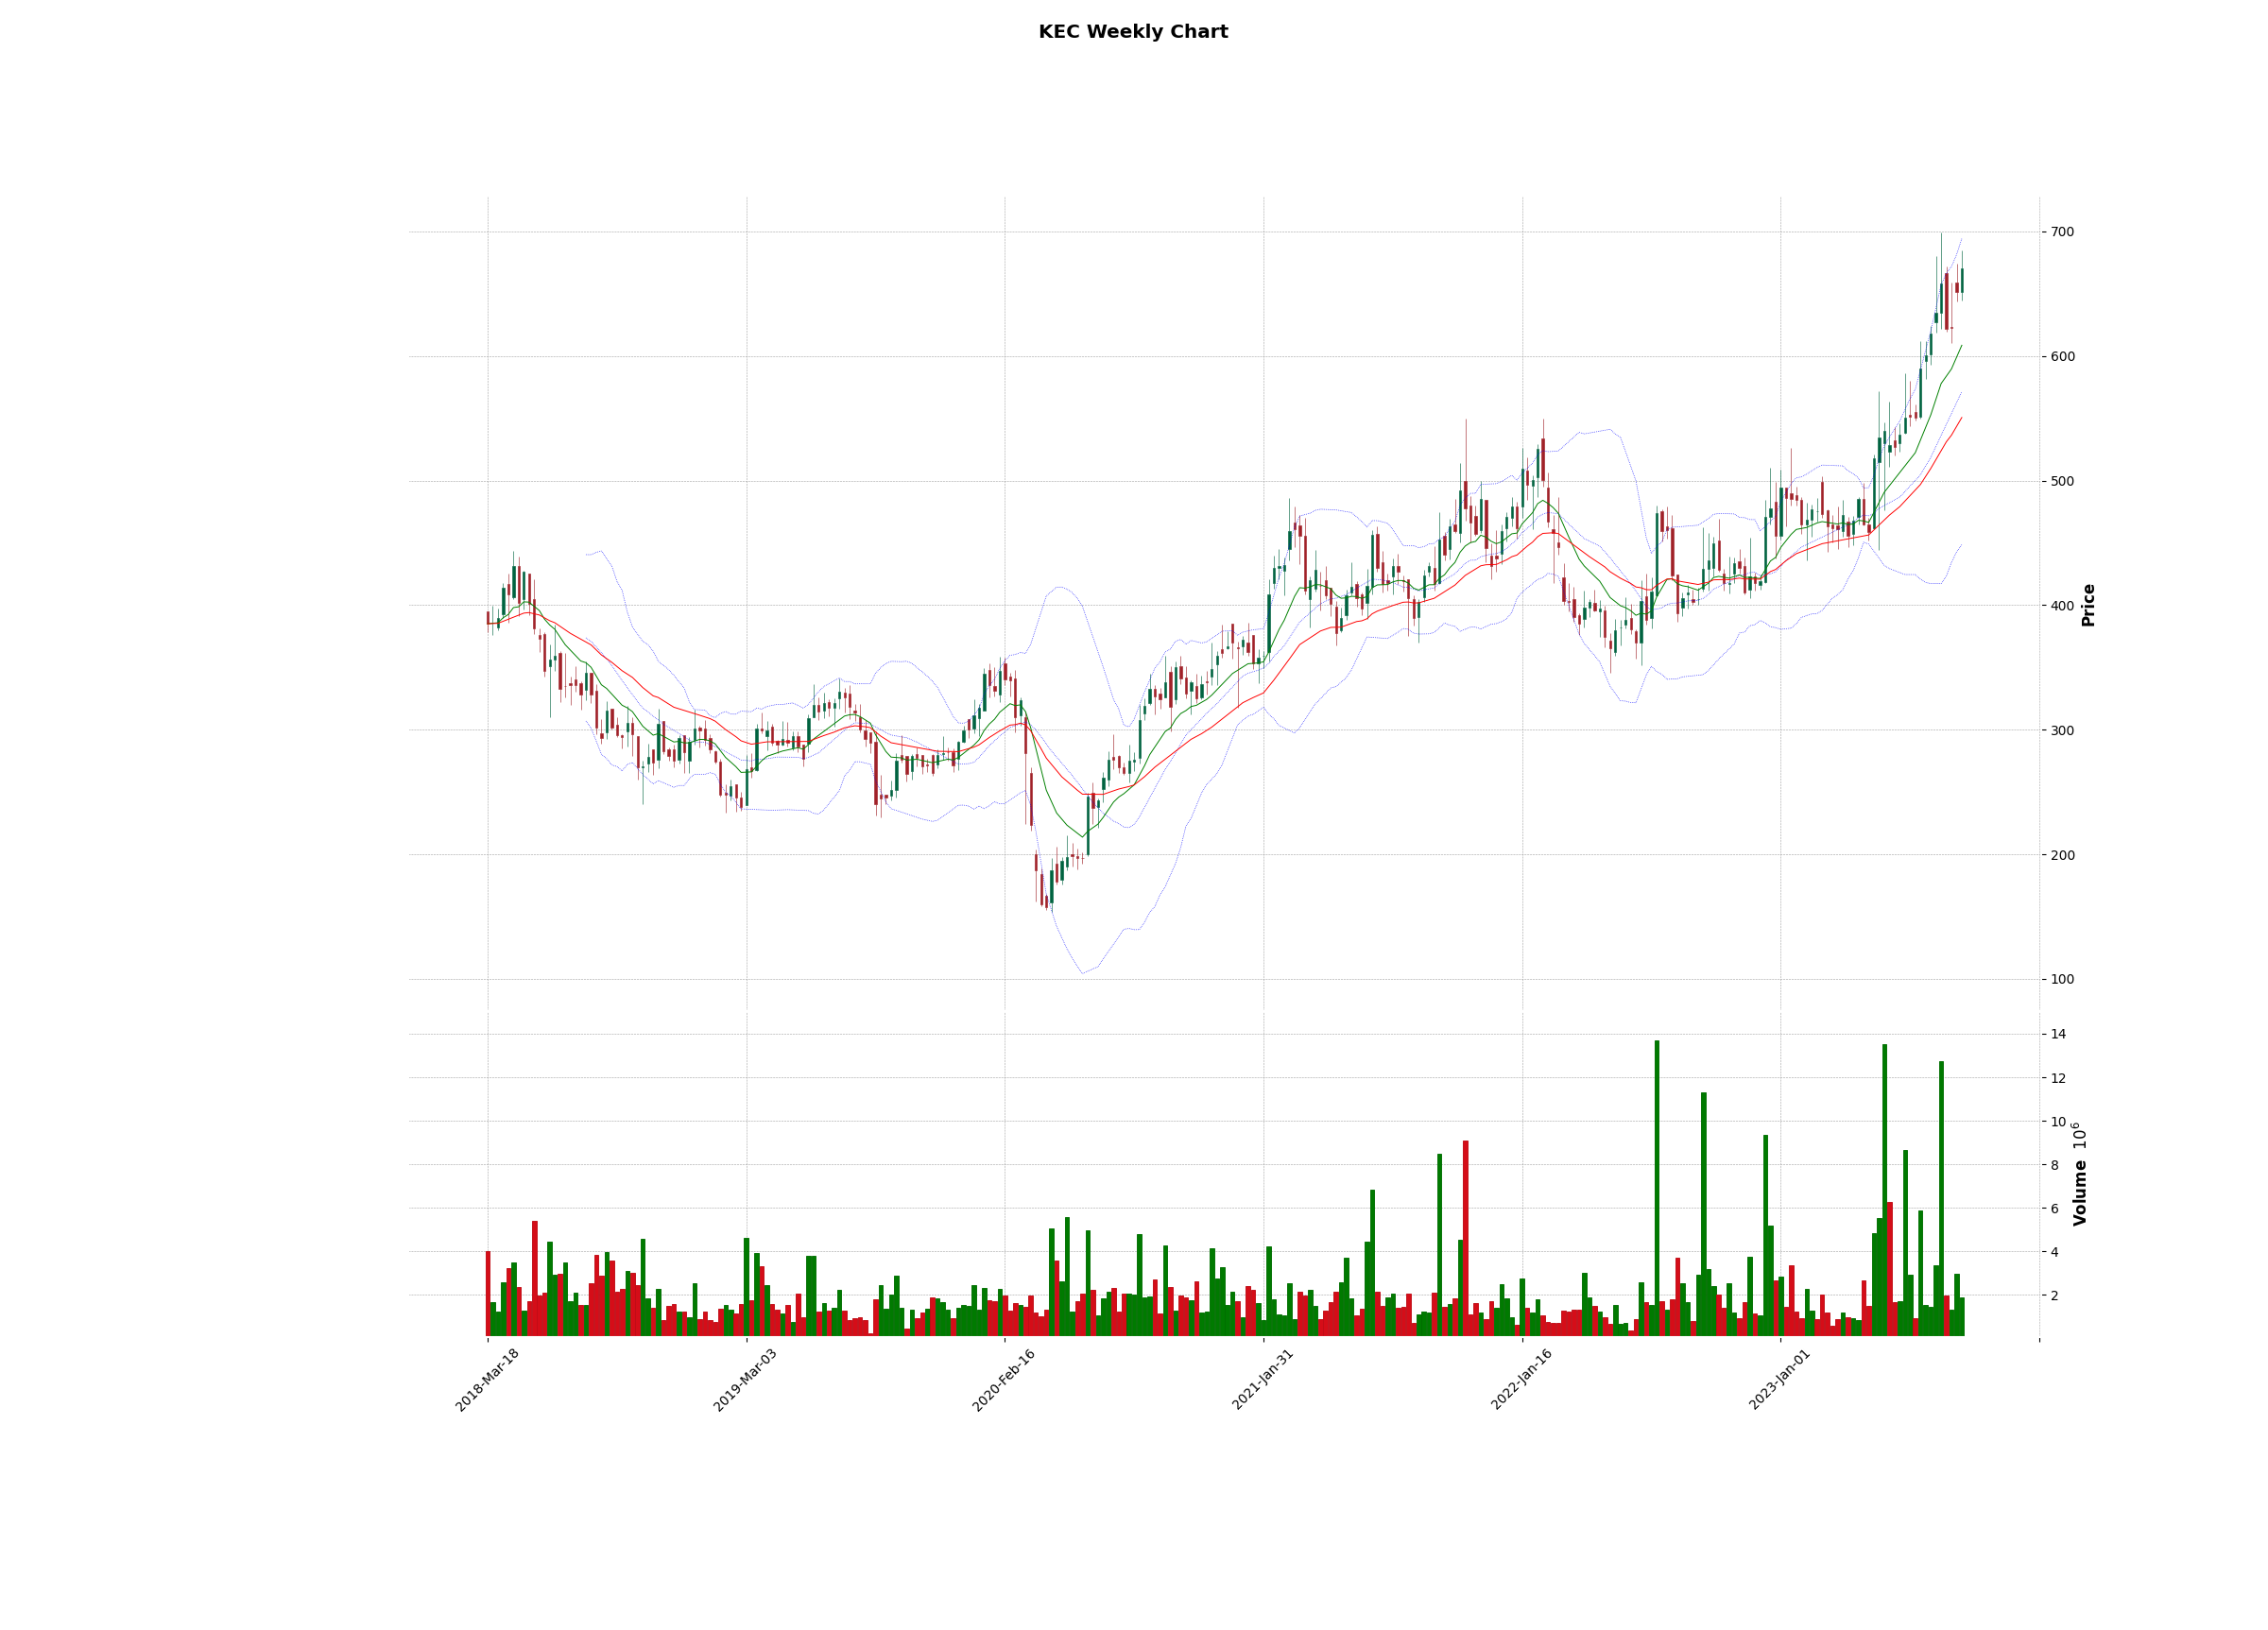 KEC Weekly Chart
700
600
500
400
300
200
100
Price
14
12
10
8
6
4
2
Volume 10^6
2018-Mar-18
2019-Mar-03
2020-Feb-16
2021-Jan-31
2022-Jan-16
2023-Jan-01